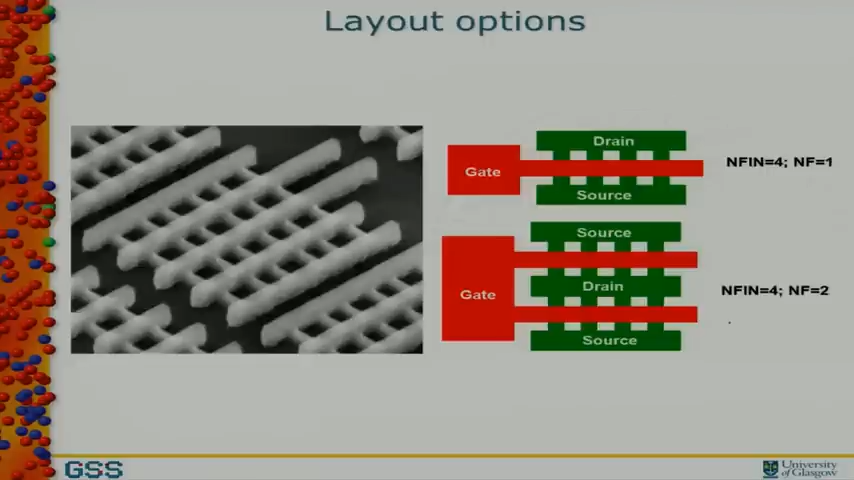 Layout options
Drain
Gate
Source
NFIN=4; NF=1
Source
Gate
Drain
Source
NFIN=4; NF=2
GSS
University
of Glasgow